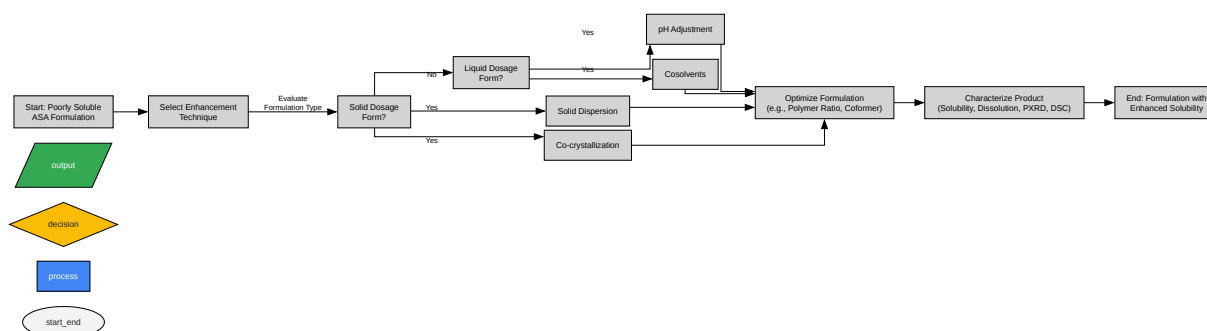 Yes
pH Adjustment
Liquid Dosage
Form?
No
Yes
Cosolvents
Start: Poorly Soluble
ASA Formulation
Select Enhancement
Technique
Evaluate
Formulation Type
Solid Dosage
Form?
Yes
Solid Dispersion
Yes
Co-crystallization
Optimize Formulation
(e.g., Polymer Ratio, Coformer)
Characterize Product
(Solubility, Dissolution, PXRD, DSC)
End: Formulation with
Enhanced Solubility
output
decision
process
start_end